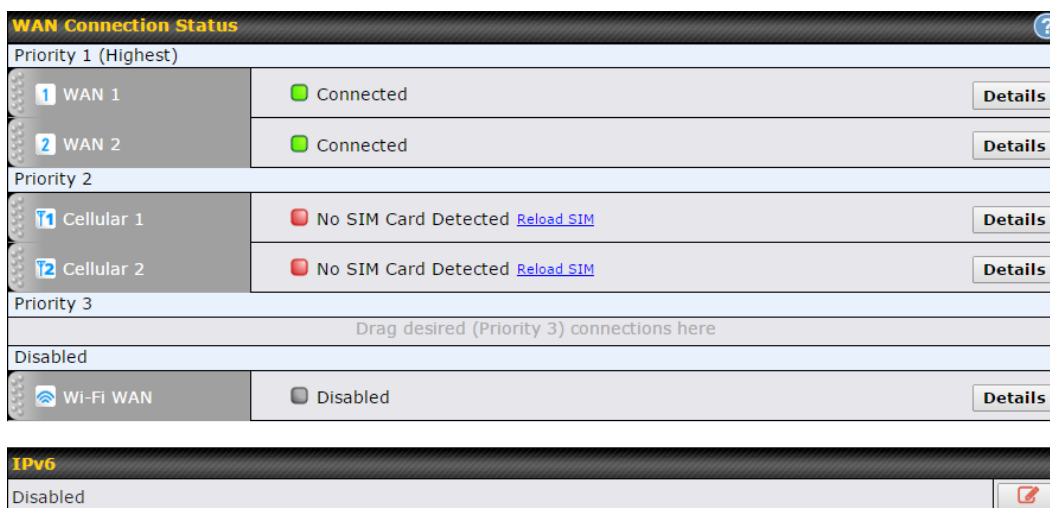 WAN Connection Status ?
Priority 1 (Highest)
1 WAN 1 Connected Details
2 WAN 2 Connected Details
Priority 2
1 Cellular 1 No SIM Card Detected Reload SIM Details
2 Cellular 2 No SIM Card Detected Reload SIM Details
Priority 3
Drag desired (Priority 3) connections here
Disabled
Wi-Fi WAN Disabled Details
IPv6
Disabled